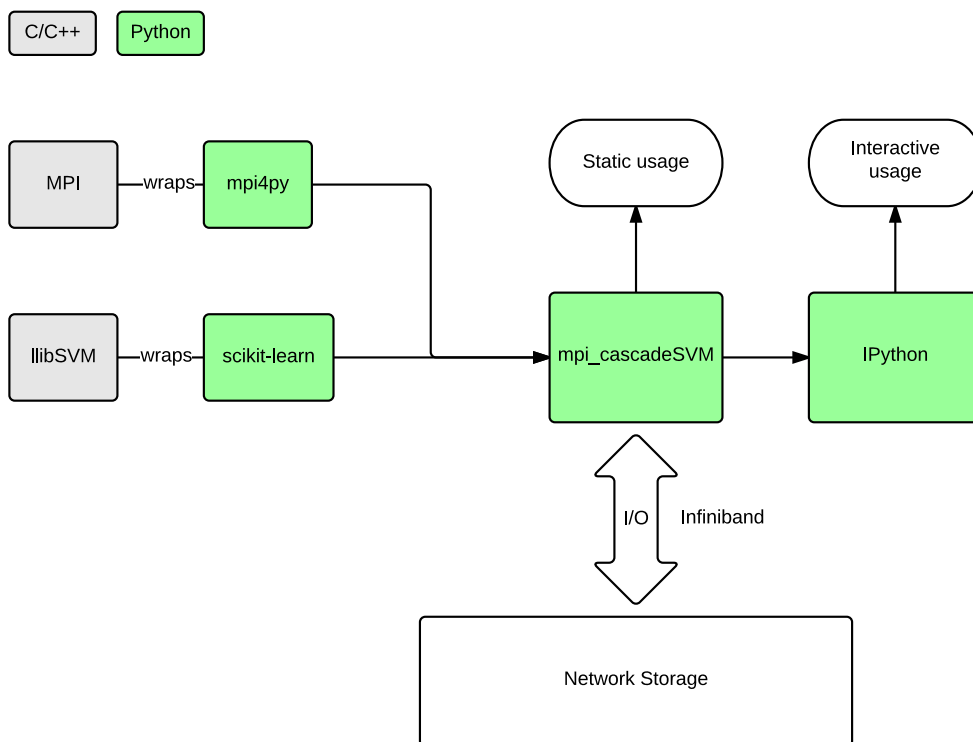 C/C++
Python
Static usage
Interactive
usage
MPI
wraps
mpi4py
llibSVM
wraps
scikit-learn
mpi_cascadeSVM
IPython
I/O
Infiniband
Network Storage